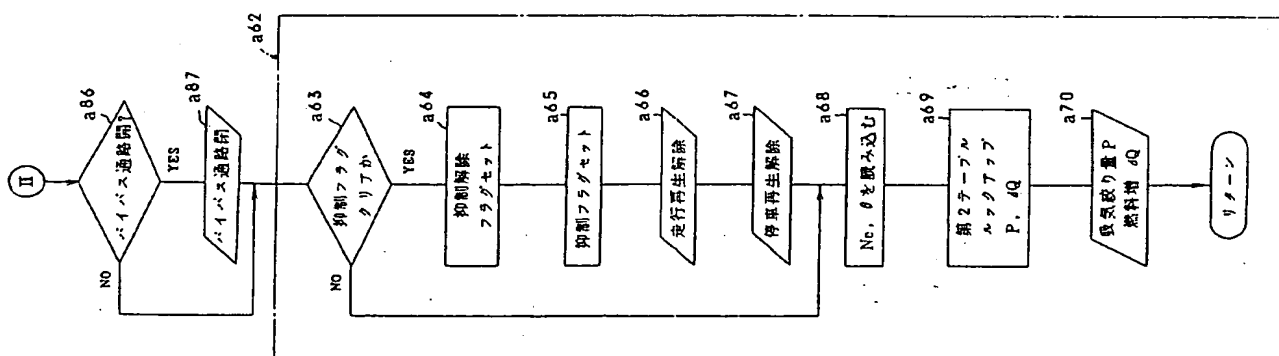 II
a86
バイパス通路開?
NO
YES
a87
バイパス通路閉
a62
a63
抑制フラグ
クリアか
NO
YES
a64
抑制解除
フラグセット
a65
抑制フラグセット
a66
走行再生解除
a67
停車再生解除
a68
Ne, θを読み込む
a69
第2テーブル
ルックアップ
P, dQ
a70
吸気絞り量 P
燃料増 dQ
リターン